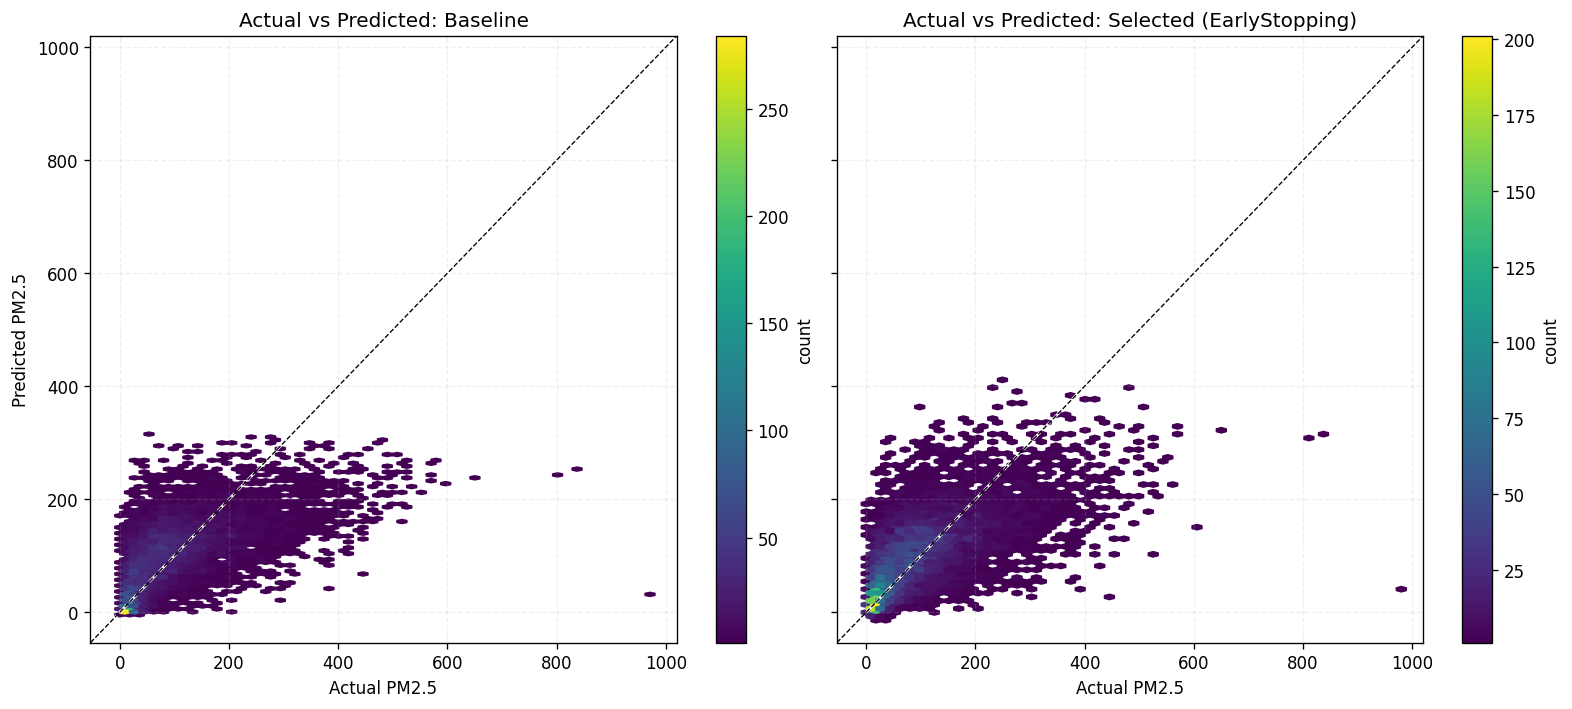 Actual vs Predicted: Baseline
Predicted PM2.5
1000
800
600
400
200
0
0 200 400 600 800 1000
Actual PM2.5
250
200
150
100
50
count
Actual vs Predicted: Selected (EarlyStopping)
0 200 400 600 800 1000
Actual PM2.5
200
175
150
125
100
75
50
25
count